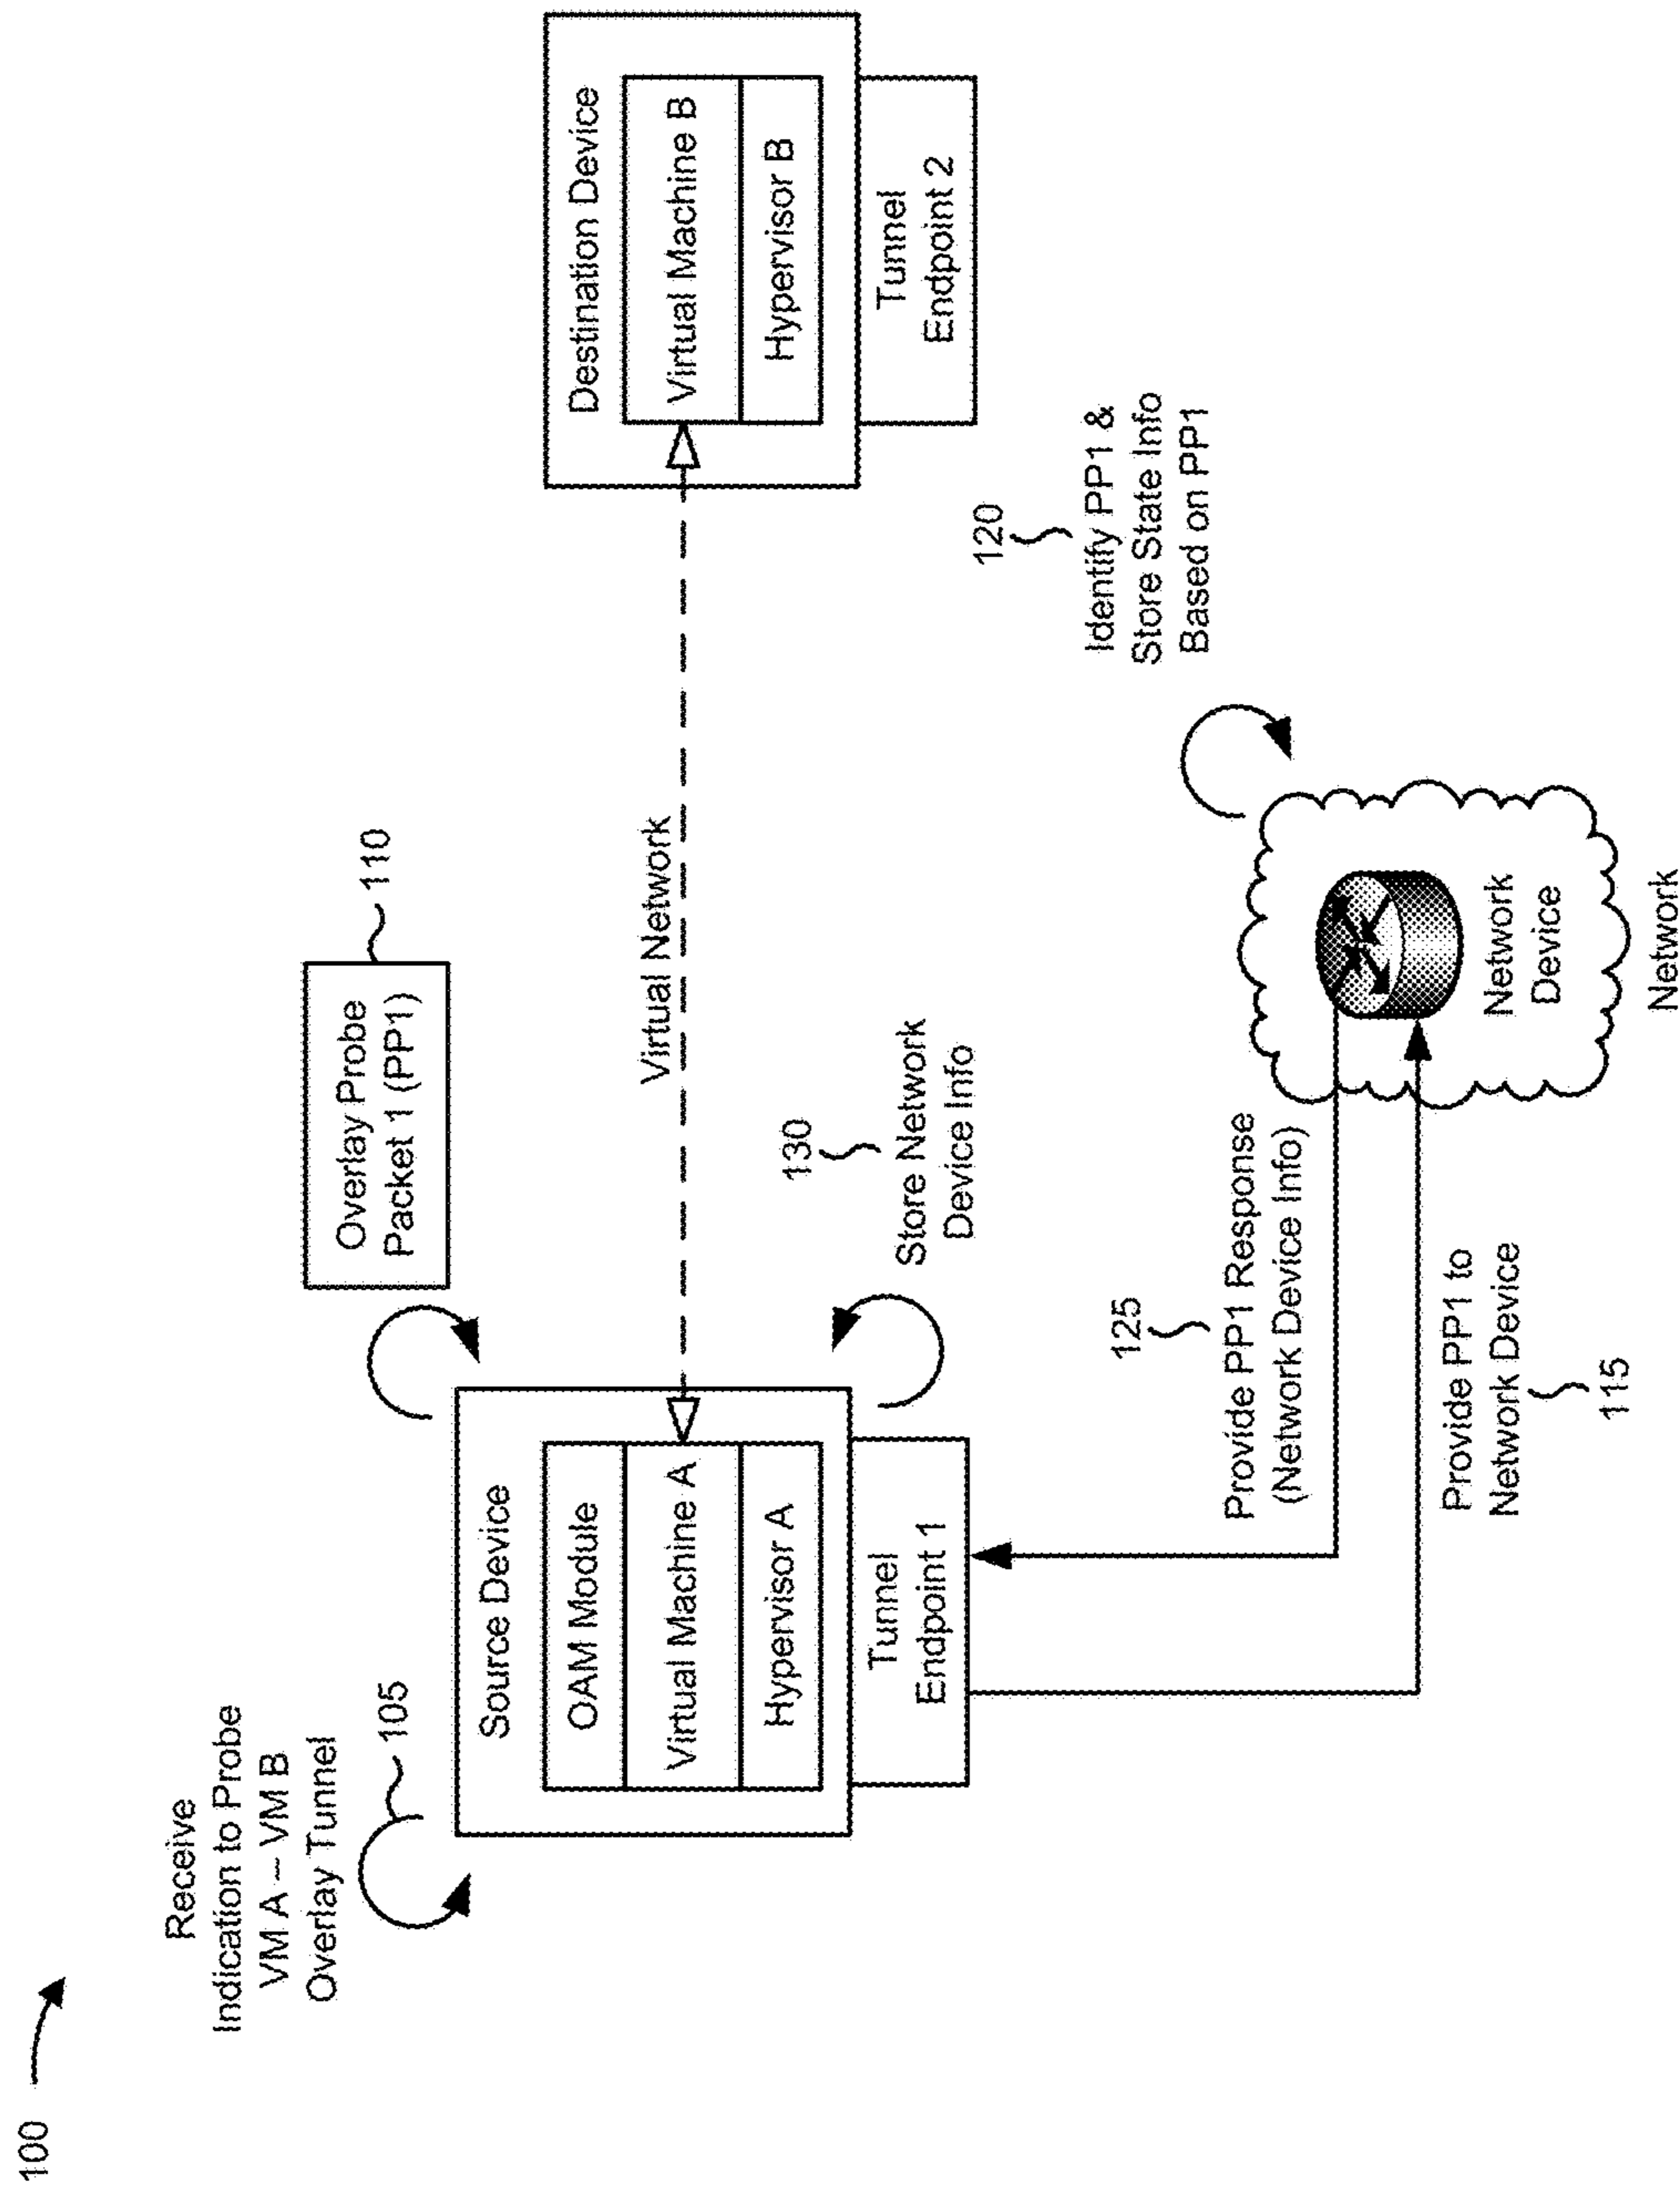 100
Receive
Indication to Probe
VM A – VM B
Overlay Tunnel
105
Overlay Probe
Packet 1 (PP1)
110
Source Device
OAM Module
Virtual Machine A
Hypervisor A
Tunnel
Endpoint 1
Virtual Network
Destination Device
Virtual Machine B
Hypervisor B
Tunnel
Endpoint 2
130
Store Network
Device Info
120
Identify PP1 &
Store State Info
Based on PP1
125
Provide PP1 Response
(Network Device Info)
Provide PP1 to
Network Device
115
Network
Device
Network